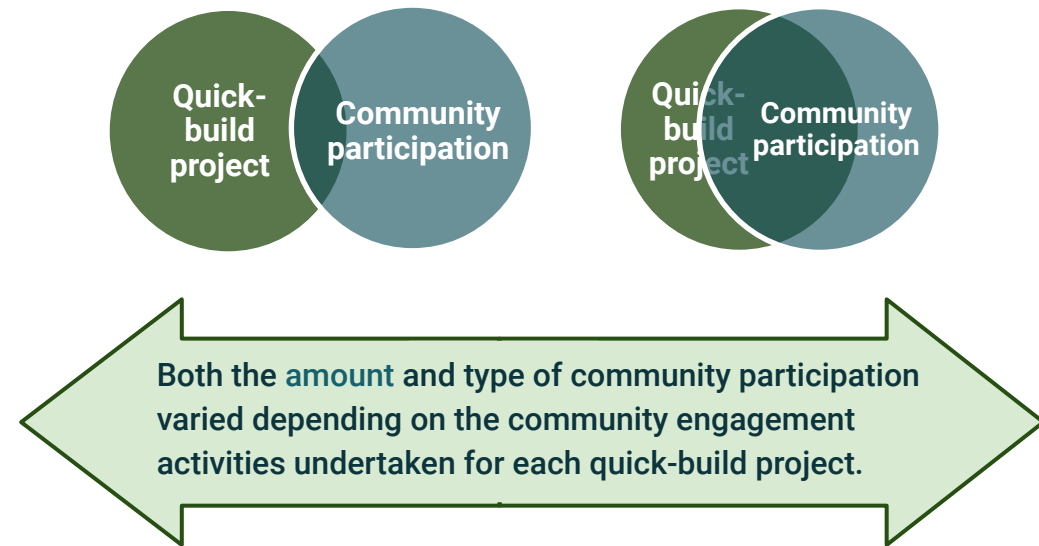 Quick-
build
project
Community
participation
Quick-
build
project
Community
participation
Both the amount and type of community participation
varied depending on the community engagement
activities undertaken for each quick-build project.